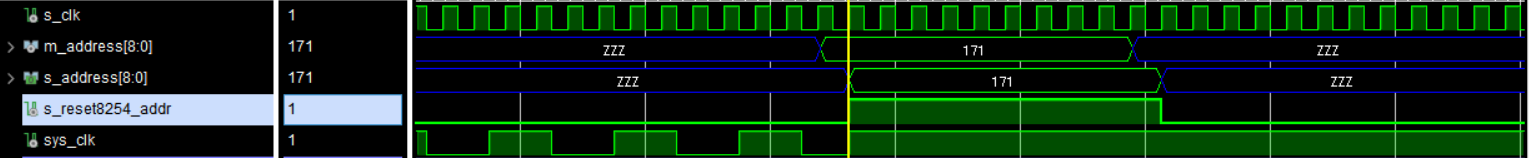 s_clk 1
m_address[8:0] 171 ZZZ 171 ZZZ
s_address[8:0] 171 ZZZ 171 ZZZ
s_reset8254_addr 1
sys_clk 1